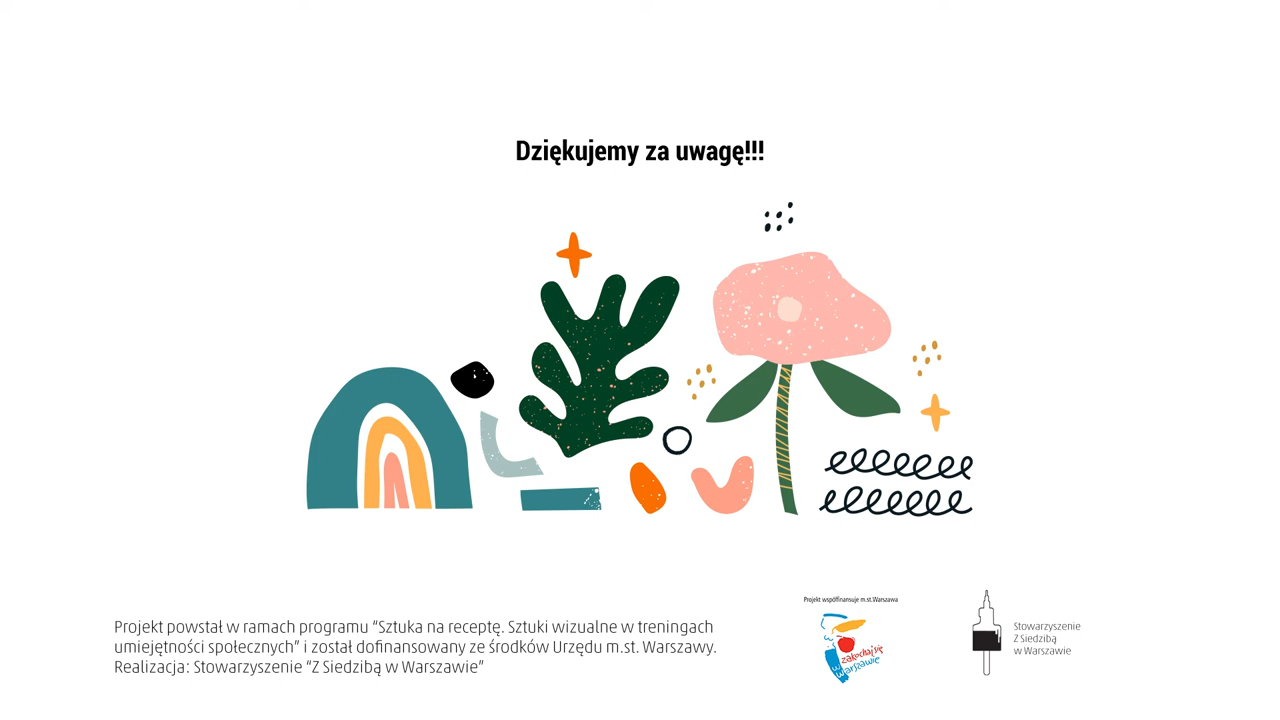 Dziękujemy za uwagę!!!
Projekt powstał w ramach programu “Sztuka na receptę. Sztuki wizualne w treningach
umiejętności społecznych” i został dofinansowany ze środków Urzędu m.st. Warszawy.
Realizacja: Stowarzyszenie “Z Siedzibą w Warszawie”
Projekt współfinansuje m.st.Warszawa
zakochaj się
w Warszawie
Stowarzyszenie
Z Siedzibą
w Warszawie